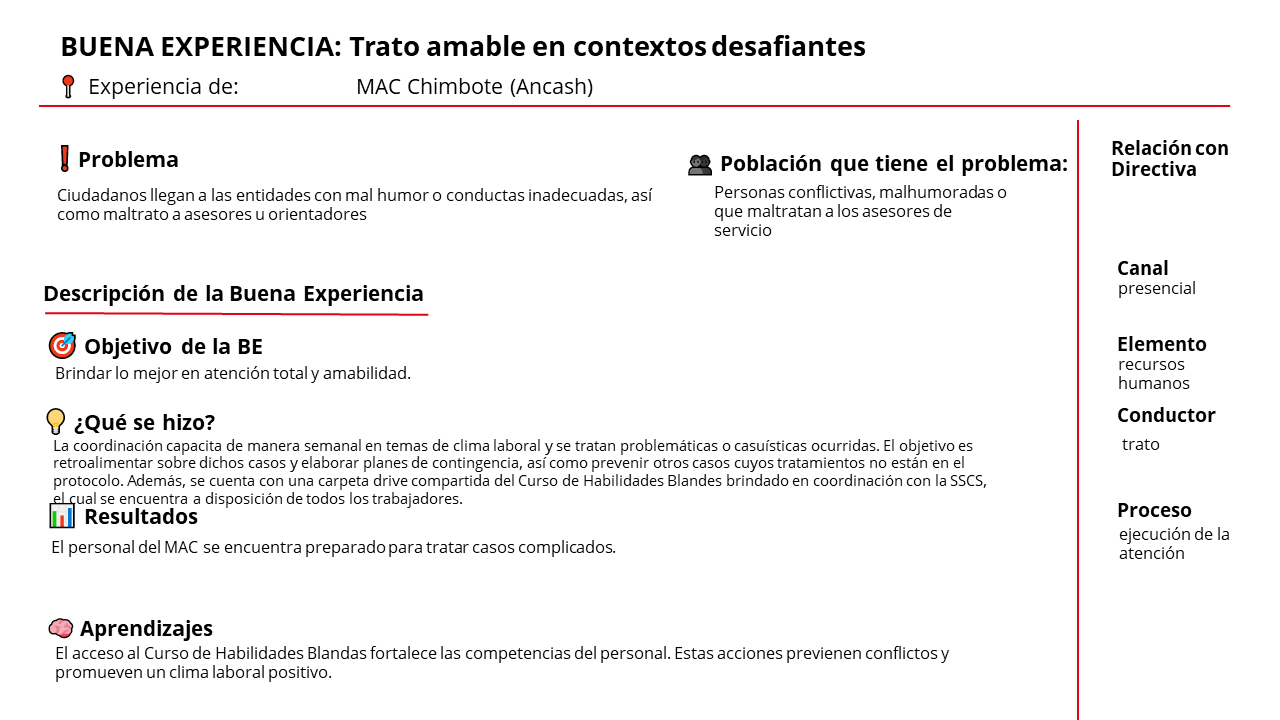 BUENA EXPERIENCIA: Trato amable en contextos desafiantes
Experiencia de: MAC Chimbote (Ancash)
Problema
Ciudadanos llegan a las entidades con mal humor o conductas inadecuadas, así
como maltrato a asesores u orientadores
Población que tiene el problema:
Personas conflictivas, malhumoradas o
que maltratan a los asesores de
servicio
Descripción de la Buena Experiencia
Objetivo de la BE
Brindar lo mejor en atención total y amabilidad.
¿Qué se hizo?
La coordinación capacita de manera semanal en temas de clima laboral y se tratan problemáticas o casuísticas ocurridas. El objetivo es
retroalimentar sobre dichos casos y elaborar planes de contingencia, así como prevenir otros casos cuyos tratamientos no están en el
protocolo. Además, se cuenta con una carpeta drive compartida del Curso de Habilidades Blandes brindado en coordinación con la SSCS,
el cual se encuentra a disposición de todos los trabajadores.
Resultados
El personal del MAC se encuentra preparado para tratar casos complicados.
Aprendizajes
El acceso al Curso de Habilidades Blandas fortalece las competencias del personal. Estas acciones previenen conflictos y
promueven un clima laboral positivo.
Relación con
Directiva
Canal
presencial
Elemento
recursos
humanos
Conductor
trato
Proceso
ejecución de la
atención